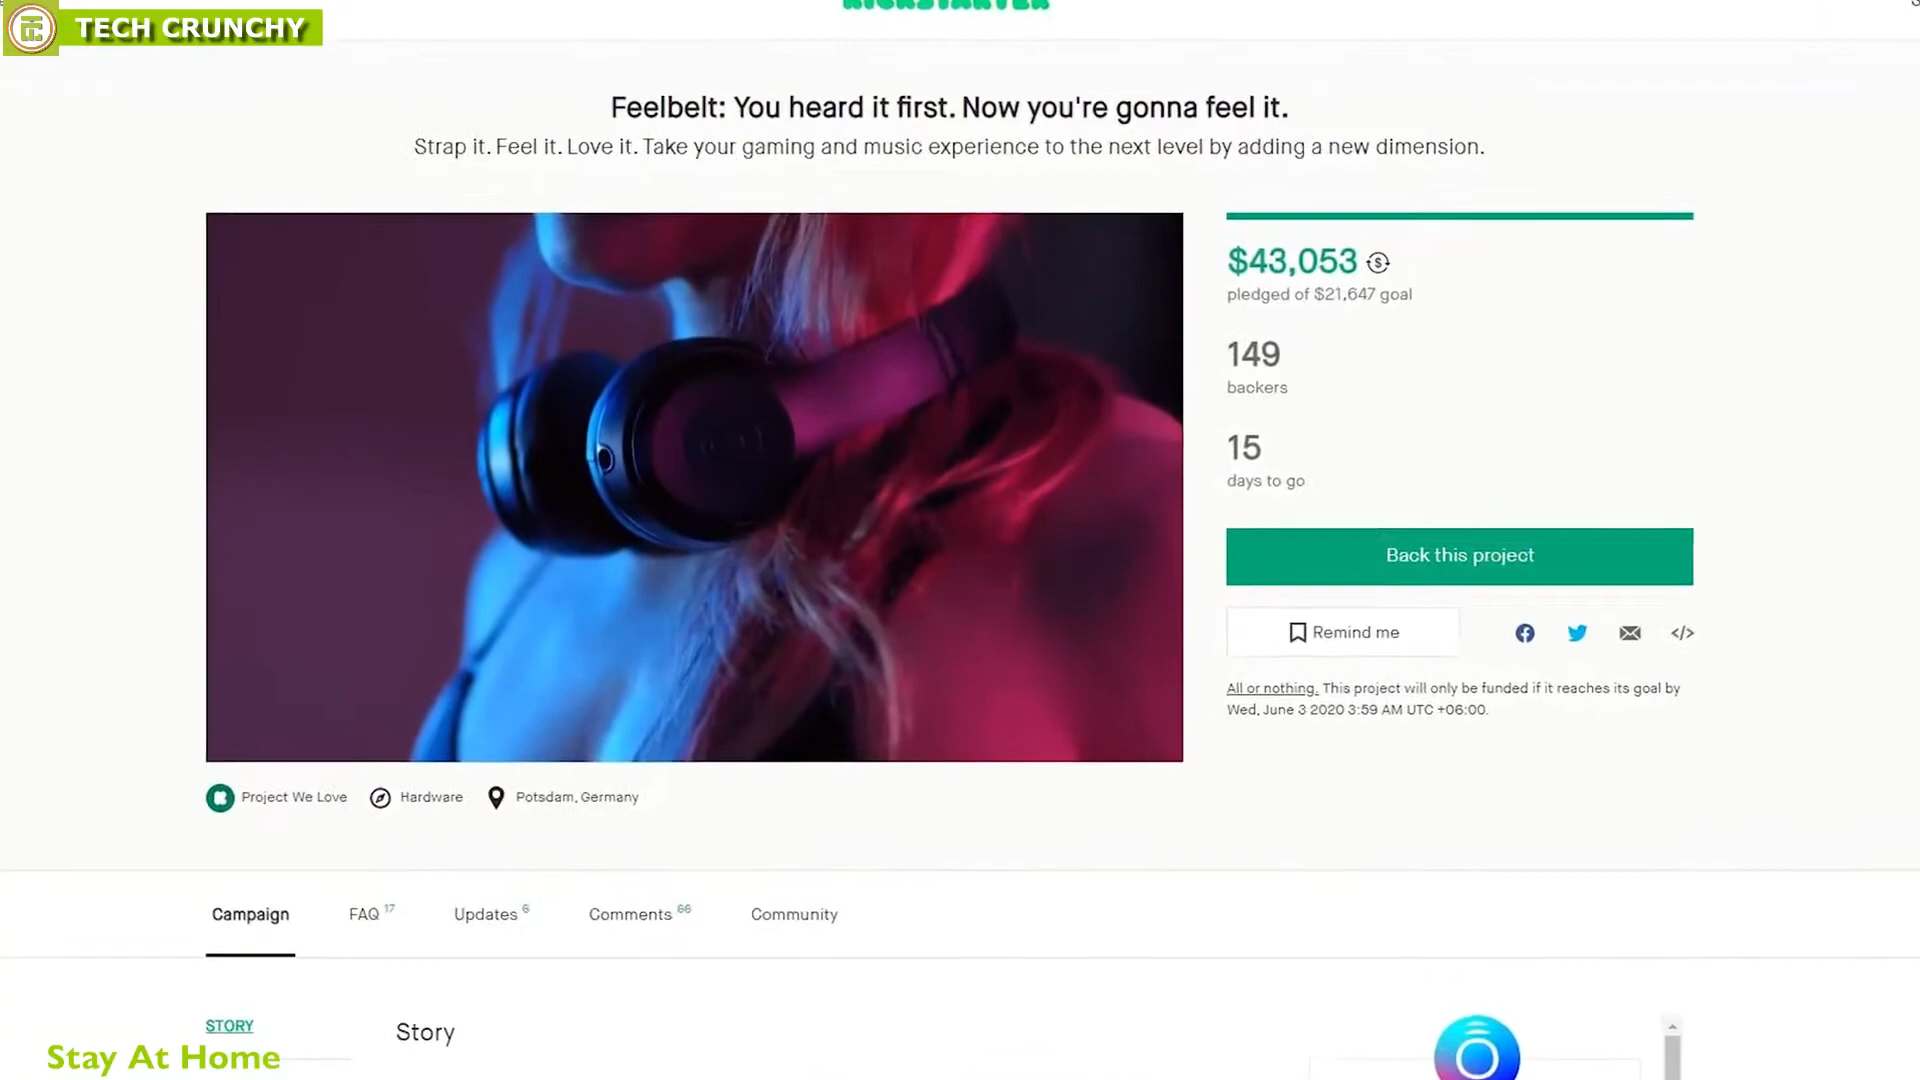 KICKSTARTER
TECH CRUNCHY
Feelbelt: You heard it first. Now you're gonna feel it.
Strap it. Feel it. Love it. Take your gaming and music experience to the next level by adding a new dimension.
$43,053
pledged of $21,647 goal
149
backers
15
days to go
Back this project
Remind me
All or nothing. This project will only be funded if it reaches its goal by
Wed, June 3 2020 3:59 AM UTC +06:00.
Project We Love
Hardware
Potsdam, Germany
Campaign
FAQ 17
Updates 6
Comments 66
Community
STORY
Story
Stay At Home